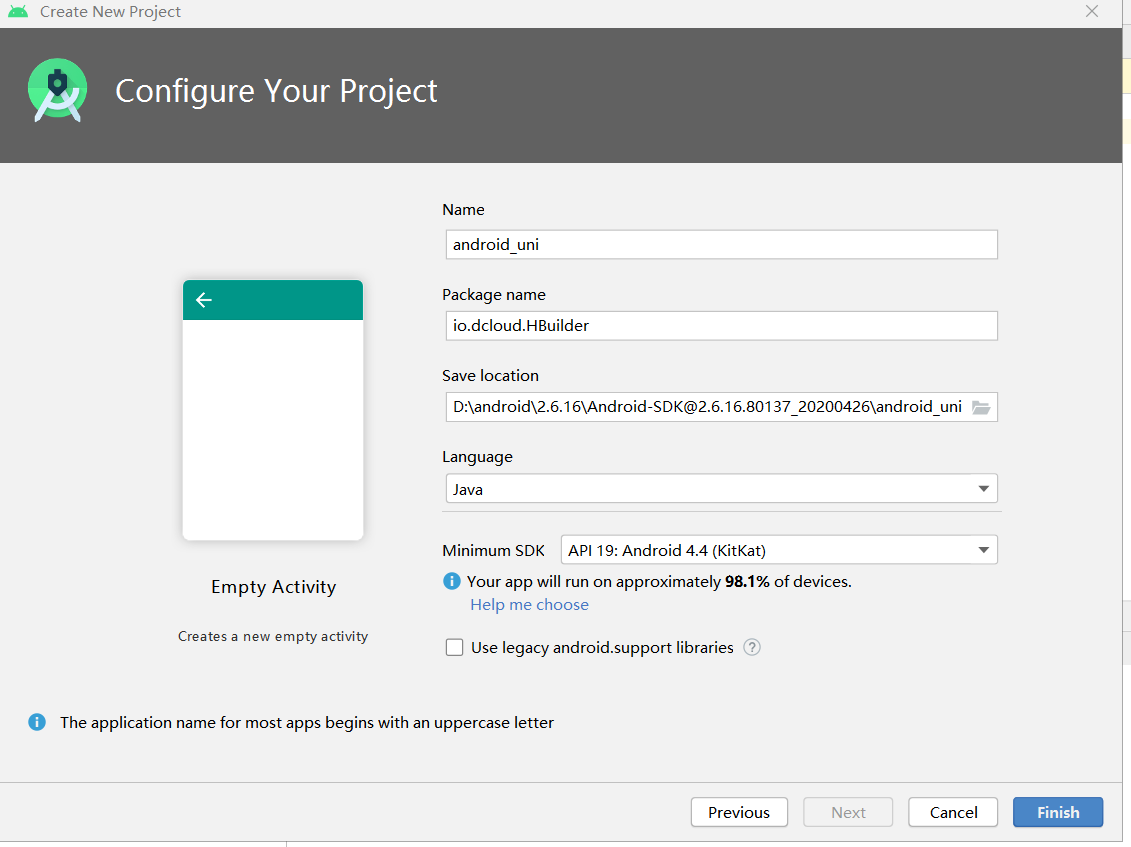 Create New Project
Configure Your Project
Name
android_uni
Package name
io.dcloud.HBuilder
Save location
D:\android\2.6.16\Android-SDK@2.6.16.80137_20200426\android_uni
Language
Java
Minimum SDK API 19: Android 4.4 (KitKat)
i Your app will run on approximately 98.1% of devices.
Help me choose
Use legacy android.support libraries ?
Empty Activity
Creates a new empty activity
i The application name for most apps begins with an uppercase letter
Previous Next Cancel Finish